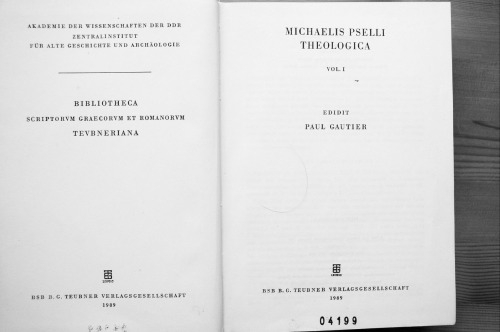 AKADEMIE DER WISSENSCHAFTEN DER DDR
ZENTRALINSTITUT
FÜR ALTE GESCHICHTE UND ARCHÄOLOGIE
BIBLIOTHECA
SCRIPTORVM GRAECORVM ET ROMANORVM
TEVBNERIANA
BSB B. G. TEUBNER VERLAGSGESELLSCHAFT
1989
MICHAELIS PSELLI
THEOLOGICA
VOL. I
EDIDIT
PAUL GAUTIER
BSB B. G. TEUBNER VERLAGSGESELLSCHAFT
1989
04199